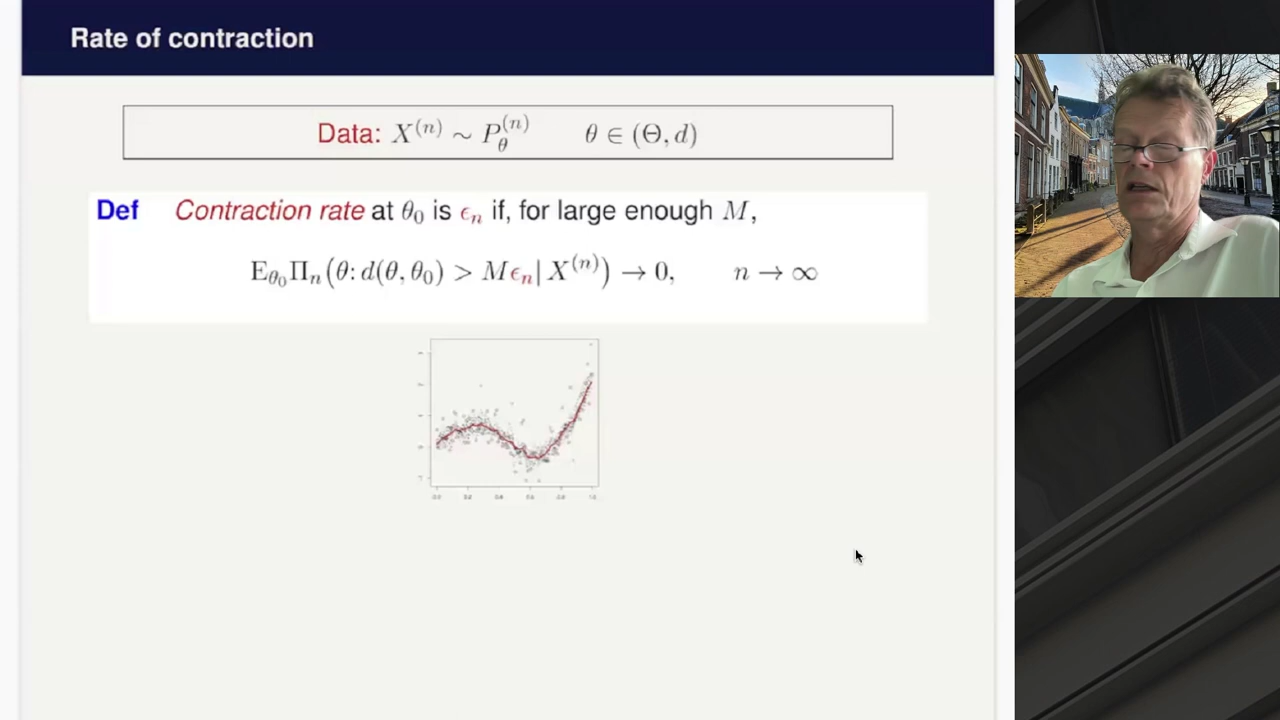 Rate of contraction
Data: X^{(n)} ∼ P_θ^{(n)} θ ∈ (Θ, d)
Def Contraction rate at θ_0 is ϵ_n if, for large enough M,
E_{θ_0}Π_n(θ: d(θ, θ_0) > Mϵ_n| X^{(n)}) → 0, n → ∞